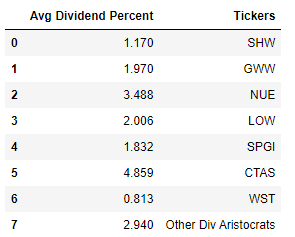 Avg Dividend Percent Tickers
0 1.170 SHW
1 1.970 GWW
2 3.488 NUE
3 2.006 LOW
4 1.832 SPGI
5 4.859 CTAS
6 0.813 WST
7 2.940 Other Div Aristocrats